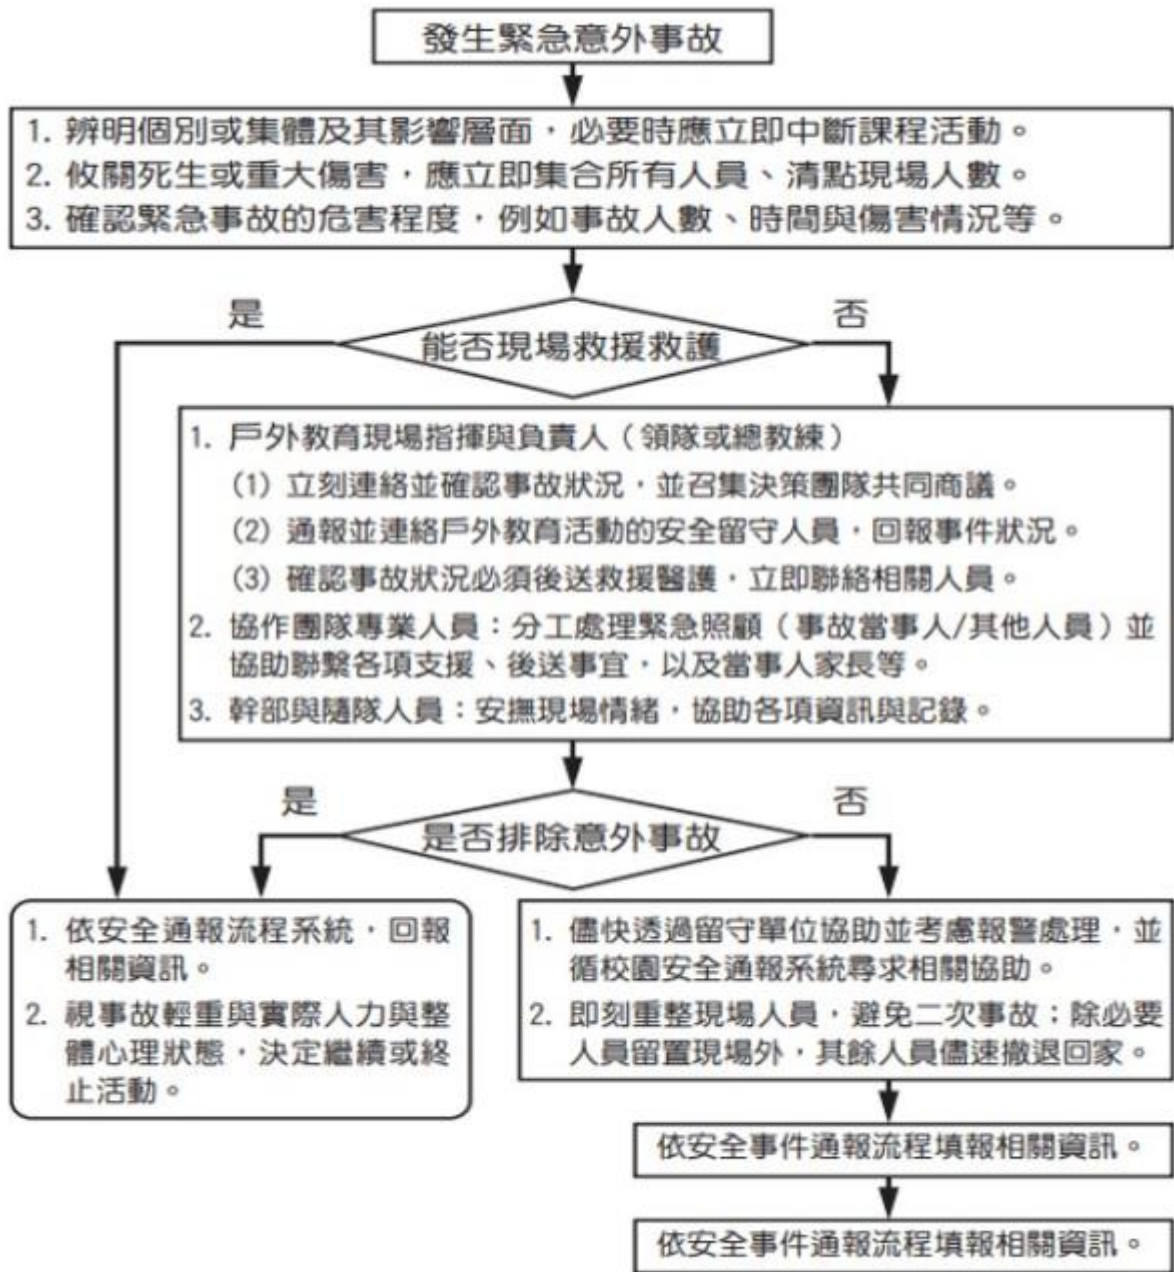 發生緊急意外事故
1. 辨明個別或集體及其影響層面，必要時應立即中斷課程活動。
2. 攸關死生或重大傷害，應立即集合所有人員、清點現場人數。
3. 確認緊急事故的危害程度，例如事故人數、時間與傷害情況等。
是
能否現場救援救護
否
1. 戶外教育現場指揮與負責人（領隊或總教練）
(1) 立刻連絡並確認事故狀況，並召集決策團隊共同商議。
(2) 通報並連絡戶外教育活動的安全留守人員，回報事件狀況。
(3) 確認事故狀況必須後送救援醫護，立即聯絡相關人員。
2. 協作團隊專業人員：分工處理緊急照顧（事故當事人/其他人員）並
協助聯繫各項支援、後送事宜，以及當事人家長等。
3. 幹部與隨隊人員：安撫現場情緒，協助各項資訊與記錄。
是
是否排除意外事故
否
1. 依安全通報流程系統，回報
相關資訊。
2. 視事故輕重與實際人力與整
體心理狀態，決定繼續或終
止活動。
1. 儘快透過留守單位協助並考慮報警處理，並
循校園安全通報系統尋求相關協助。
2. 即刻重整現場人員，避免二次事故；除必要
人員留置現場外，其餘人員儘速撤退回家。
依安全事件通報流程填報相關資訊。
依安全事件通報流程填報相關資訊。